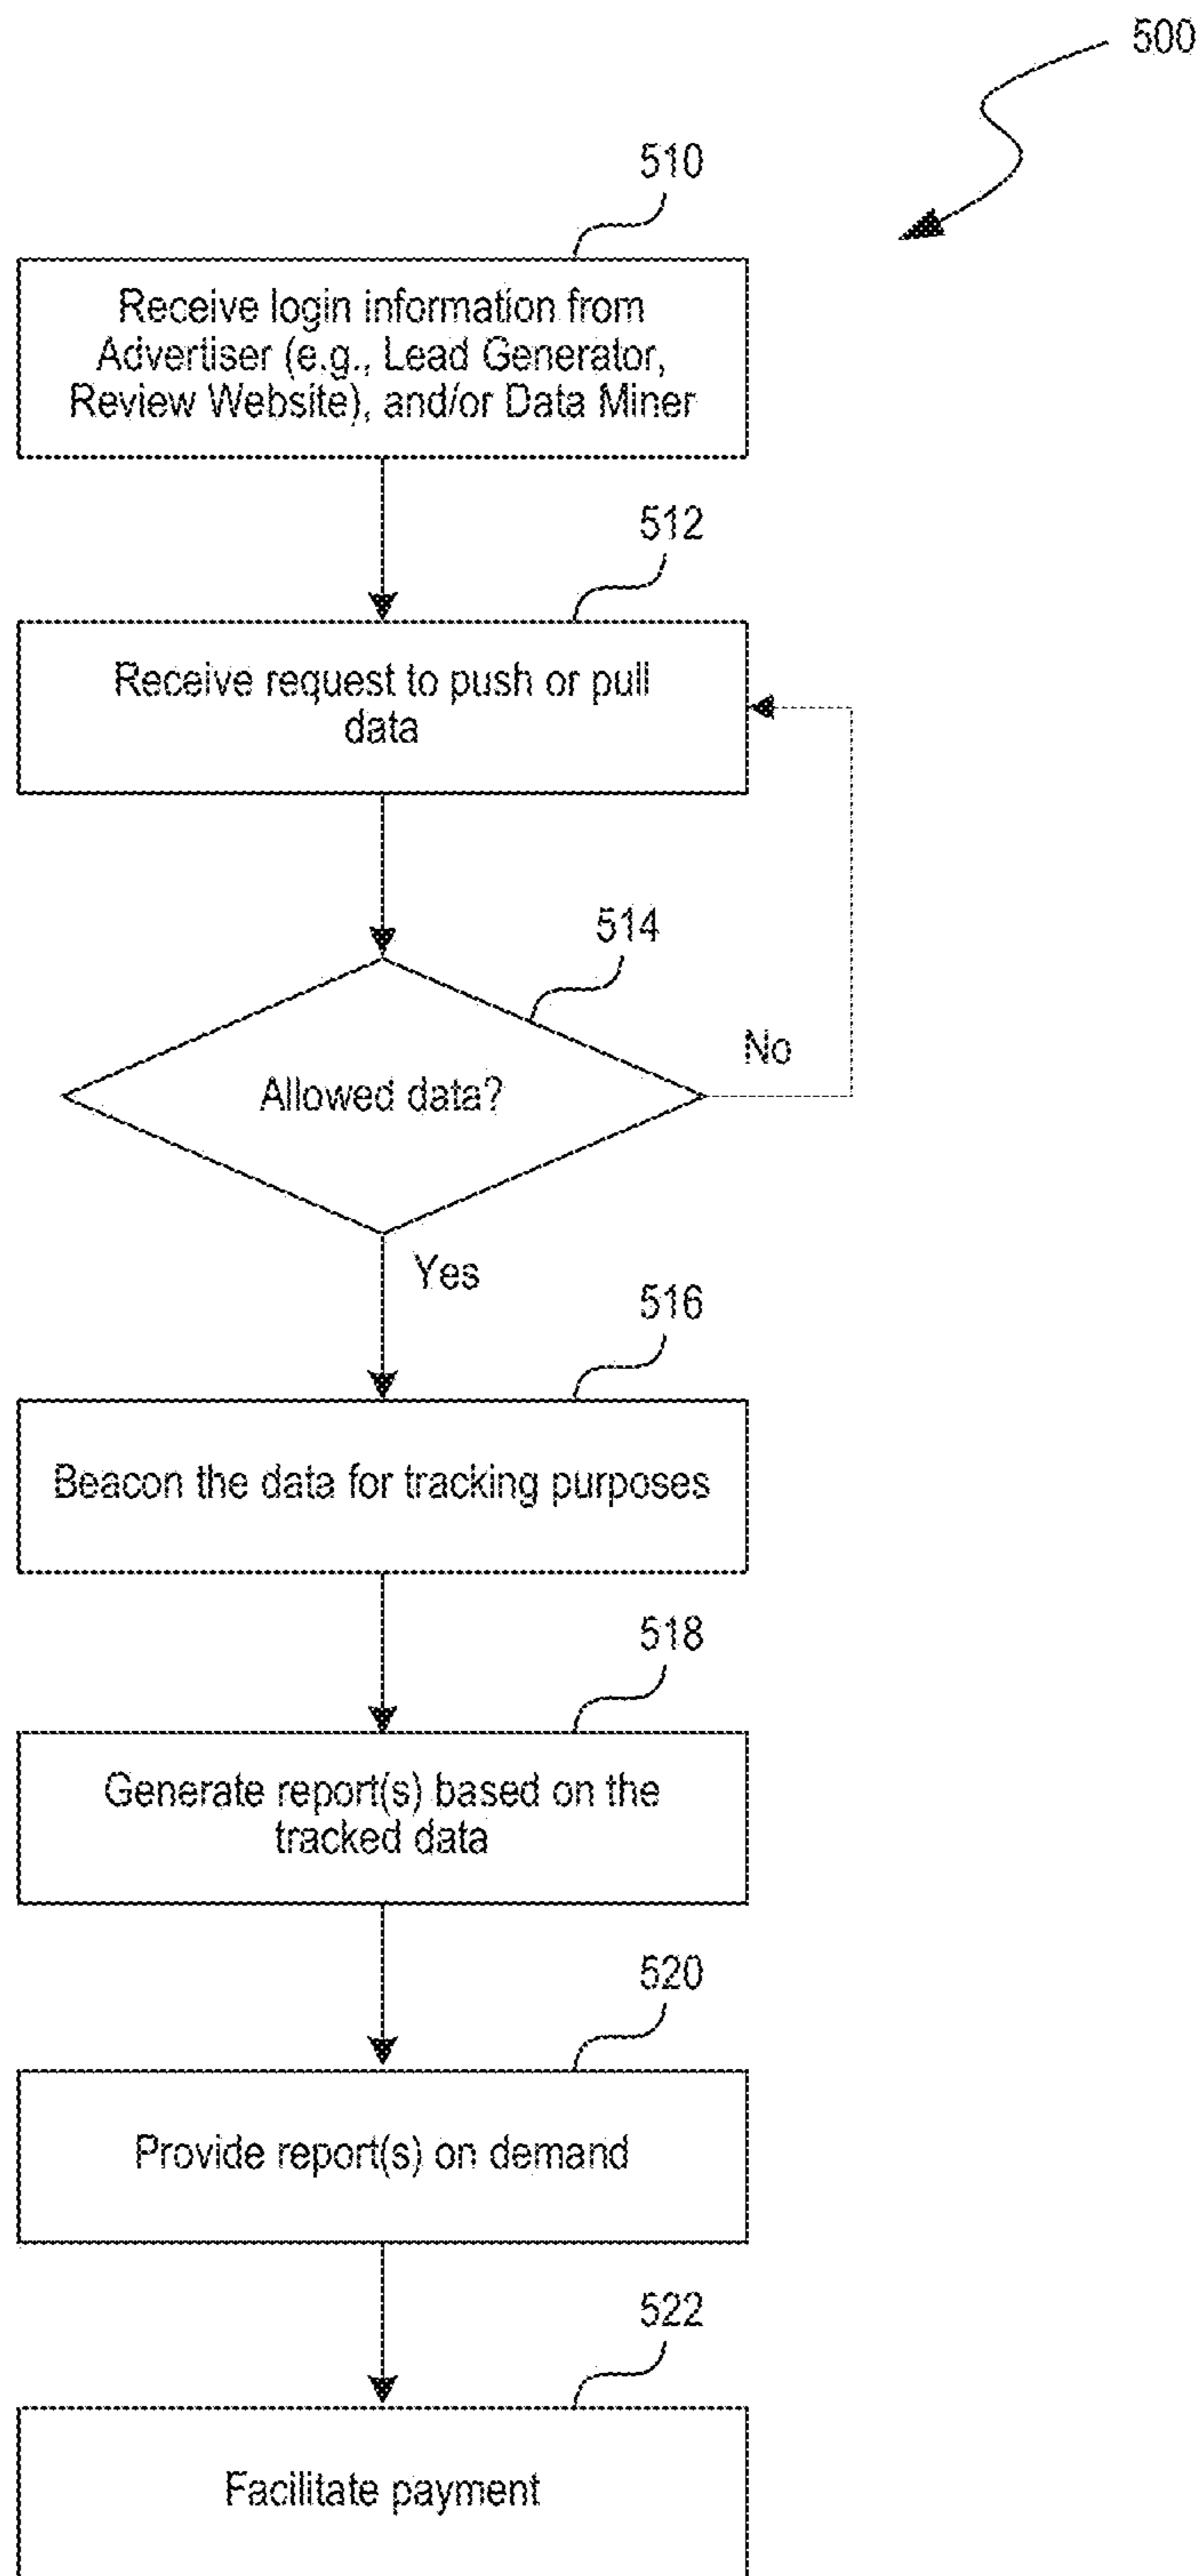 500
510
Receive login information from
Advertiser (e.g., Lead Generator,
Review Website), and/or Data Miner
512
Receive request to push or pull
data
514
Allowed data?
No
Yes
516
Beacon the data for tracking purposes
518
Generate report(s) based on the
tracked data
520
Provide report(s) on demand
522
Facilitate payment